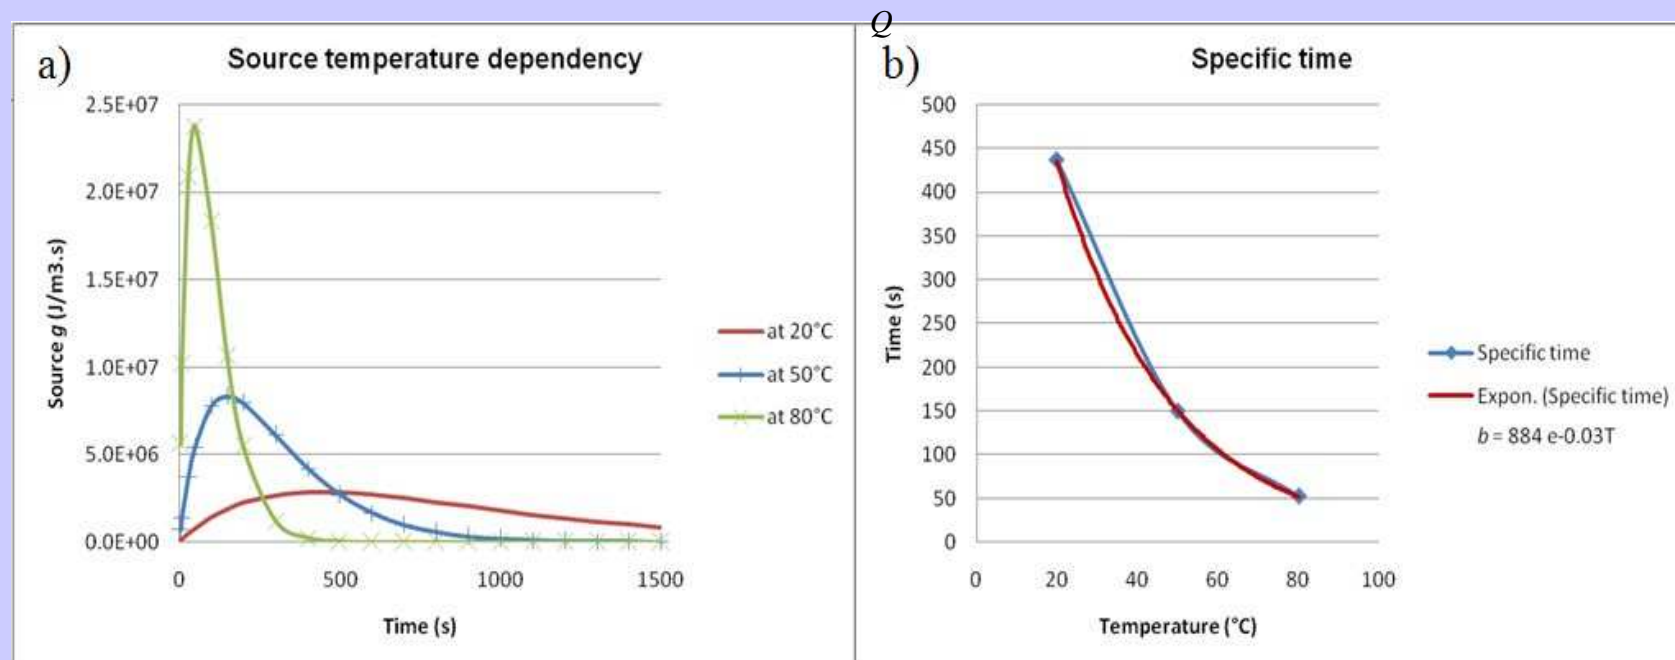 Q
a)
Source temperature dependency
2.5E+07
2.0E+07
1.5E+07
1.0E+07
5.0E+06
0.0E+00
Source g (J/m3.s)
0 500 1000 1500
Time (s)
at 20°C
at 50°C
at 80°C
b)
Specific time
500
450
400
350
300
250
200
150
100
50
0
Time (s)
0 20 40 60 80 100
Temperature (°C)
Specific time
Expon. (Specific time)
b = 884 e-0.03T